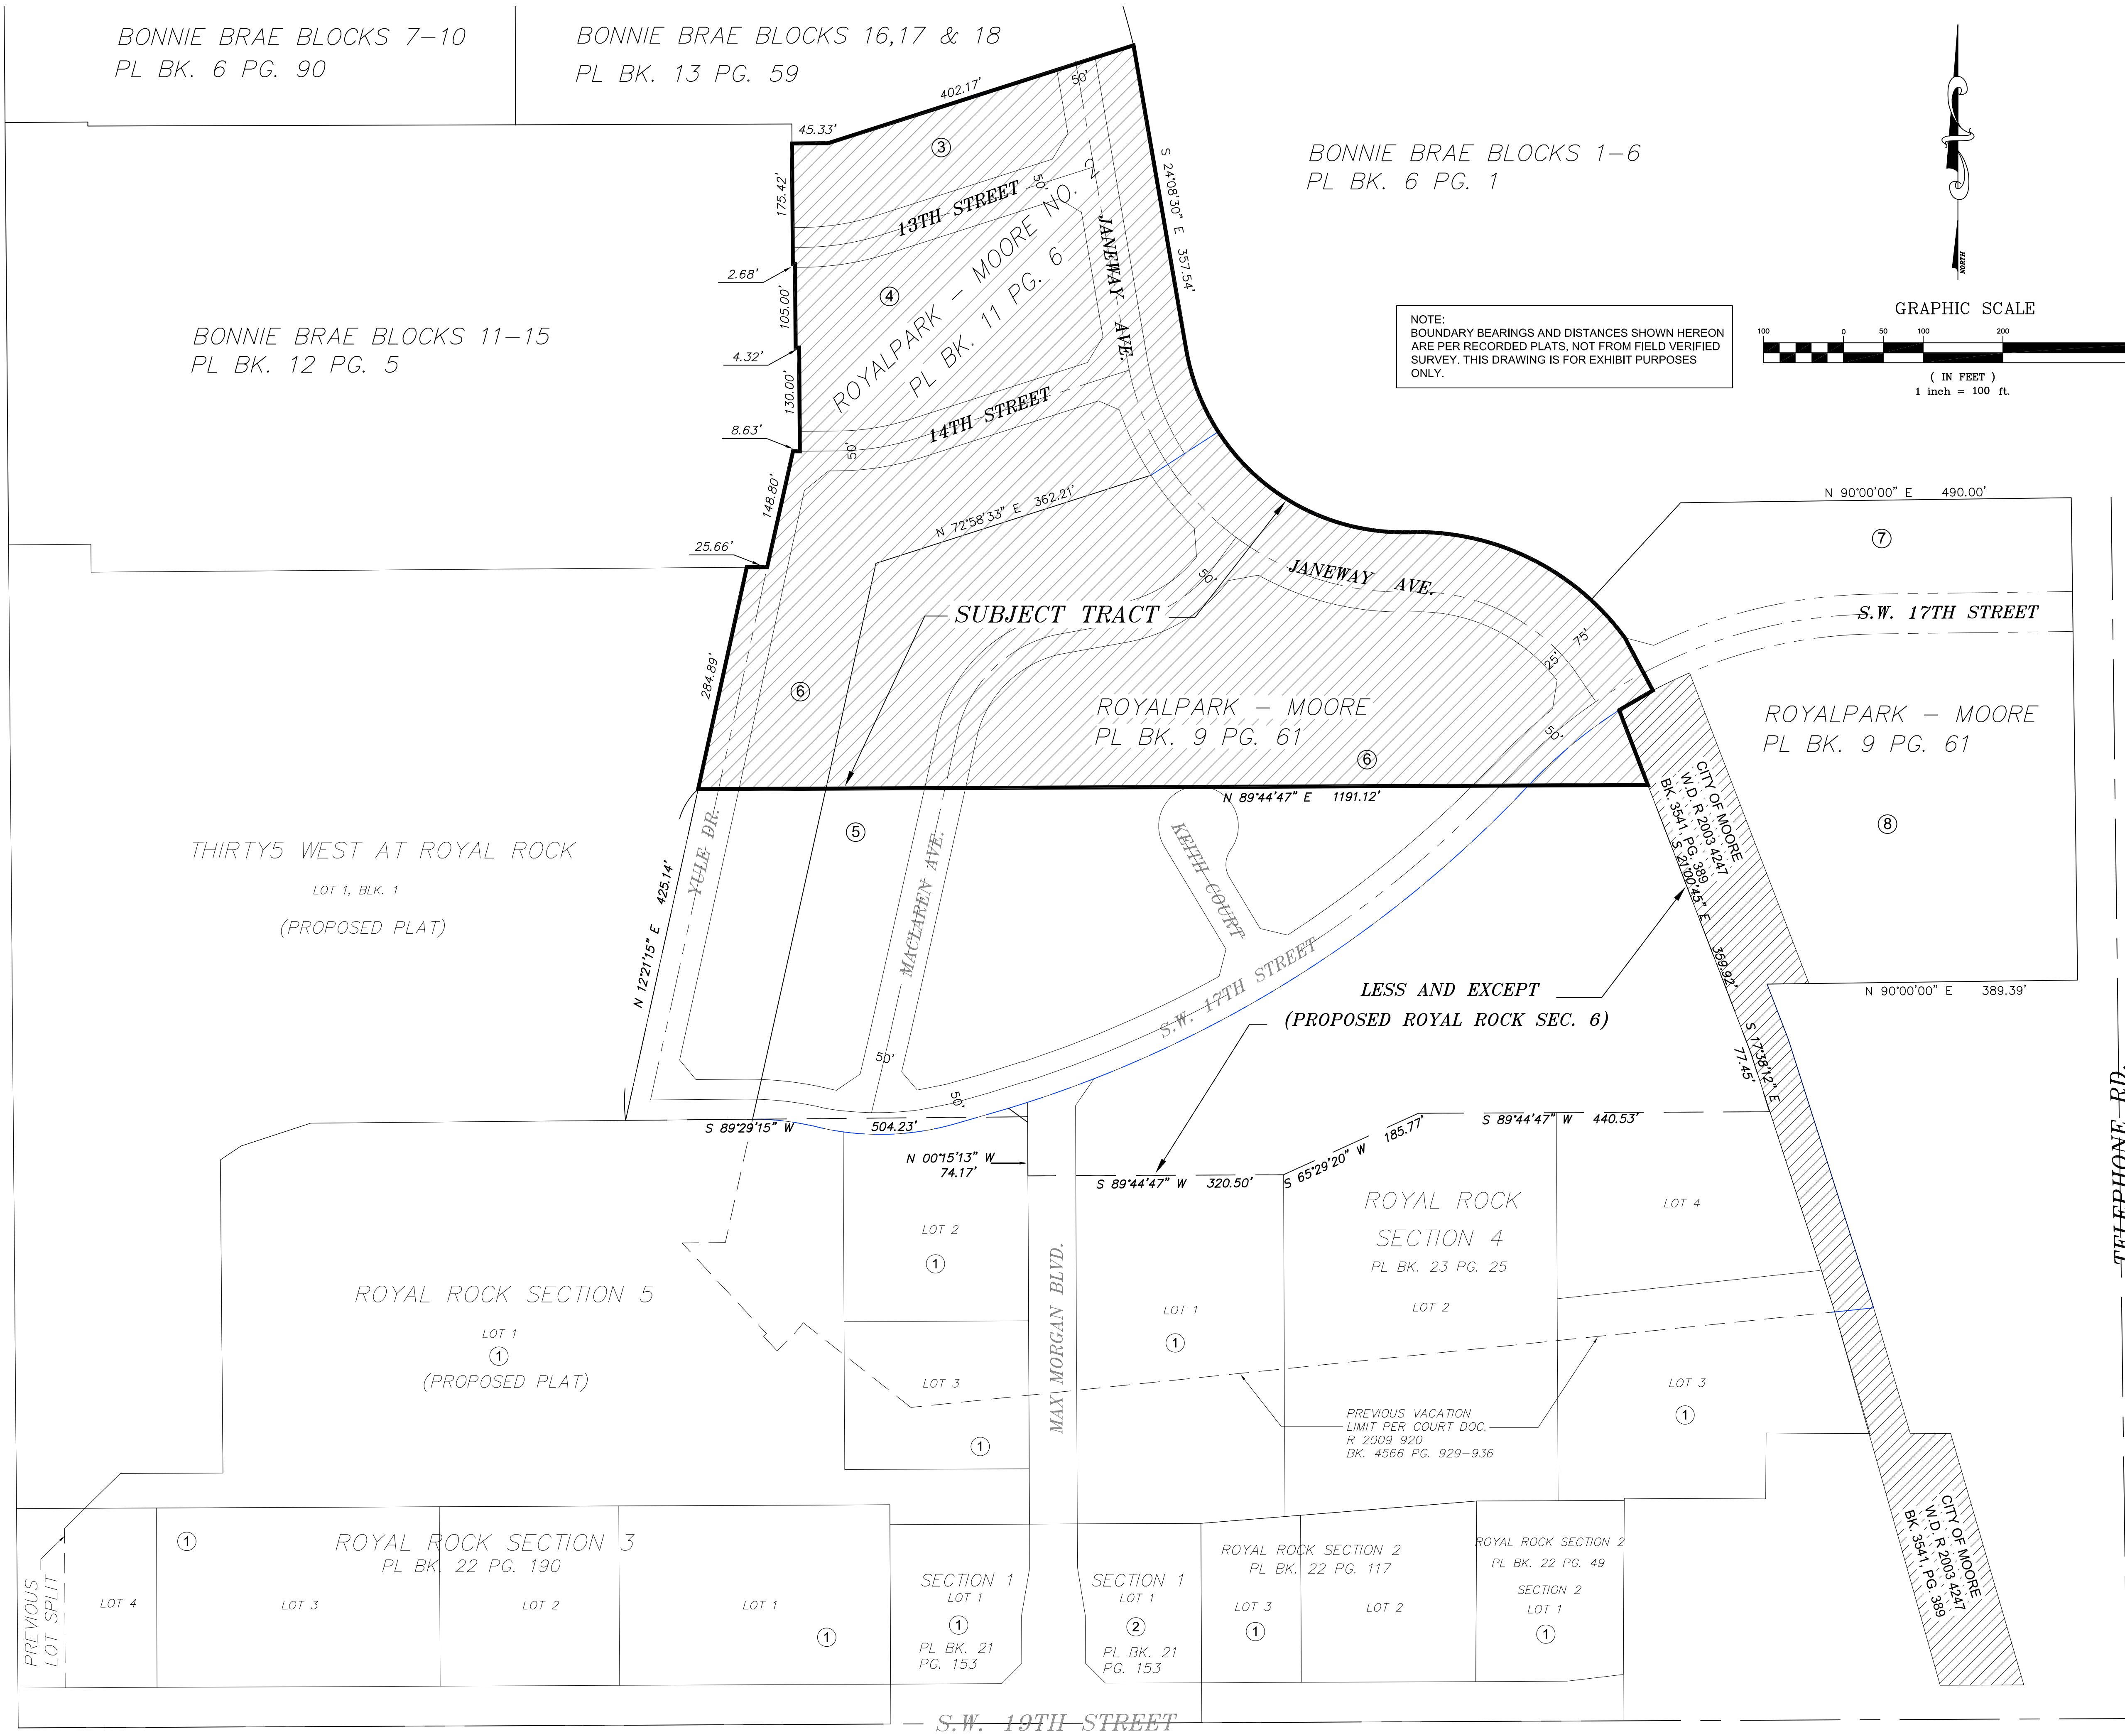 BONNIE BRAE BLOCKS 7-10
PL BK. 6 PG. 90
BONNIE BRAE BLOCKS 16,17 & 18
PL BK. 13 PG. 59
402.17'
50'
45.33'
3
175.42'
13TH STREET
50'
S 24°08'30" E 357.54'
BONNIE BRAE BLOCKS 1-6
PL BK. 6 PG. 1
NORTH
GRAPHIC SCALE
100 0 50 100 200
( IN FEET )
1 inch = 100 ft.
NOTE:
BOUNDARY BEARINGS AND DISTANCES SHOWN HEREON
ARE PER RECORDED PLATS, NOT FROM FIELD VERIFIED
SURVEY. THIS DRAWING IS FOR EXHIBIT PURPOSES
ONLY.
2.68'
4
105.00'
ROYALPARK - MOORE NO. 2
PL BK. 11 PG. 6
JANEWAY AVE.
BONNIE BRAE BLOCKS 11-15
PL BK. 12 PG. 5
4.32'
130.00'
8.63'
14TH STREET
50'
148.80'
25.66'
N 72°58'33" E 362.21'
N 90°00'00" E 490.00'
7
50'
JANEWAY AVE.
SUBJECT TRACT
S.W. 17TH STREET
75'
25'
284.89'
6
ROYALPARK - MOORE
PL BK. 9 PG. 61
50'
6
ROYALPARK - MOORE
PL BK. 9 PG. 61
8
N 89°44'47" E 1191.12'
CITY OF MOORE
W.D. R 2003 4247
BK. 3541, PG. 389
S 21°00'45" E 359.92'
5
THIRTY5 WEST AT ROYAL ROCK
LOT 1, BLK. 1
(PROPOSED PLAT)
YULE DR.
MACLAREN AVE.
KEITH COURT
N 12°21'15" E 425.14'
S.W. 17TH STREET
LESS AND EXCEPT
(PROPOSED ROYAL ROCK SEC. 6)
N 90°00'00" E 389.39'
S 17°38'12" E
77.45'
50'
50'
TELEPHONE RD.
S 89°29'15" W 504.23'
N 00°15'13" W
74.17'
S 89°44'47" W 320.50'
S 65°29'20" W 185.77'
S 89°44'47" W 440.53'
LOT 2
1
ROYAL ROCK
SECTION 4
PL BK. 23 PG. 25
LOT 4
ROYAL ROCK SECTION 5
LOT 1
1
(PROPOSED PLAT)
MAX MORGAN BLVD.
LOT 1
1
LOT 2
LOT 3
1
LOT 3
1
PREVIOUS VACATION
LIMIT PER COURT DOC.
R 2009 920
BK. 4566 PG. 929-936
CITY OF MOORE
W.D. R 2003 4247
BK. 3541, PG. 389
PREVIOUS
LOT SPLIT
1
ROYAL ROCK SECTION 3
PL BK. 22 PG. 190
LOT 4
LOT 3
LOT 2
LOT 1
1
SECTION 1
LOT 1
1
PL BK. 21
PG. 153
SECTION 1
LOT 1
2
PL BK. 21
PG. 153
ROYAL ROCK SECTION 2
PL BK. 22 PG. 117
LOT 3
1
LOT 2
ROYAL ROCK SECTION 2
PL BK. 22 PG. 49
SECTION 2
LOT 1
1
S.W. 19TH STREET